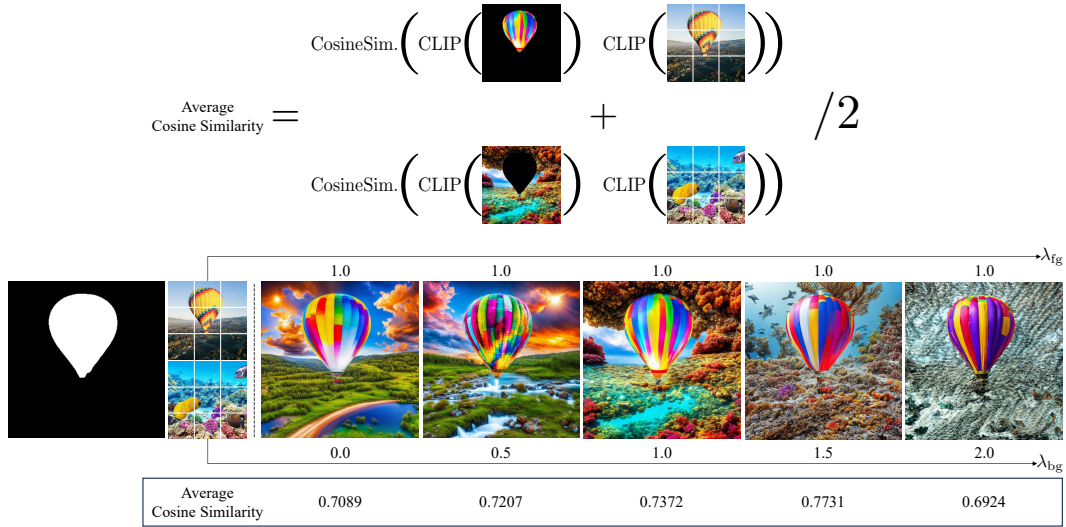 CosineSim.(CLIP( ) CLIP( ))
Average
Cosine Similarity = + /2
CosineSim.(CLIP( ) CLIP( ))
λfg
1.0 1.0 1.0 1.0 1.0
0.0 0.5 1.0 1.5 2.0
λbg
Average
Cosine Similarity 0.7089 0.7207 0.7372 0.7731 0.6924